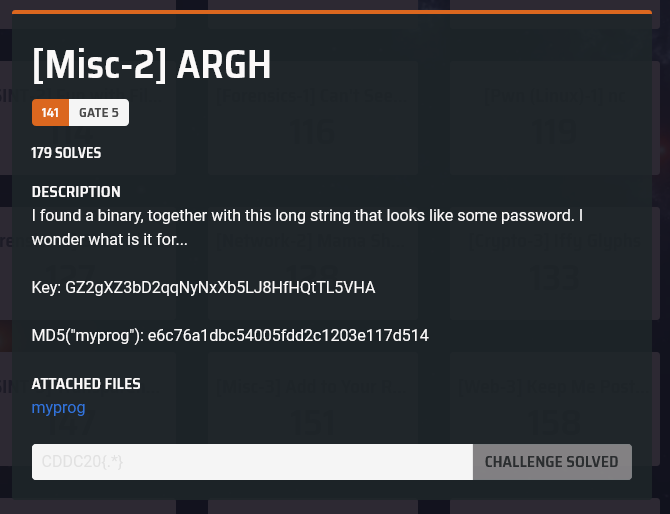 [Misc-2] ARGH
141 GATE 5
179 SOLVES
DESCRIPTION
I found a binary, together with this long string that looks like some password. I
wonder what is it for...
Key: GZ2gXZ3bD2qqNyNxXb5LJ8HfHQtTL5VHA
MD5("myprog"): e6c76a1dbc54005fdd2c1203e117d514
ATTACHED FILES
myprog
CDDC20{.*} CHALLENGE SOLVED